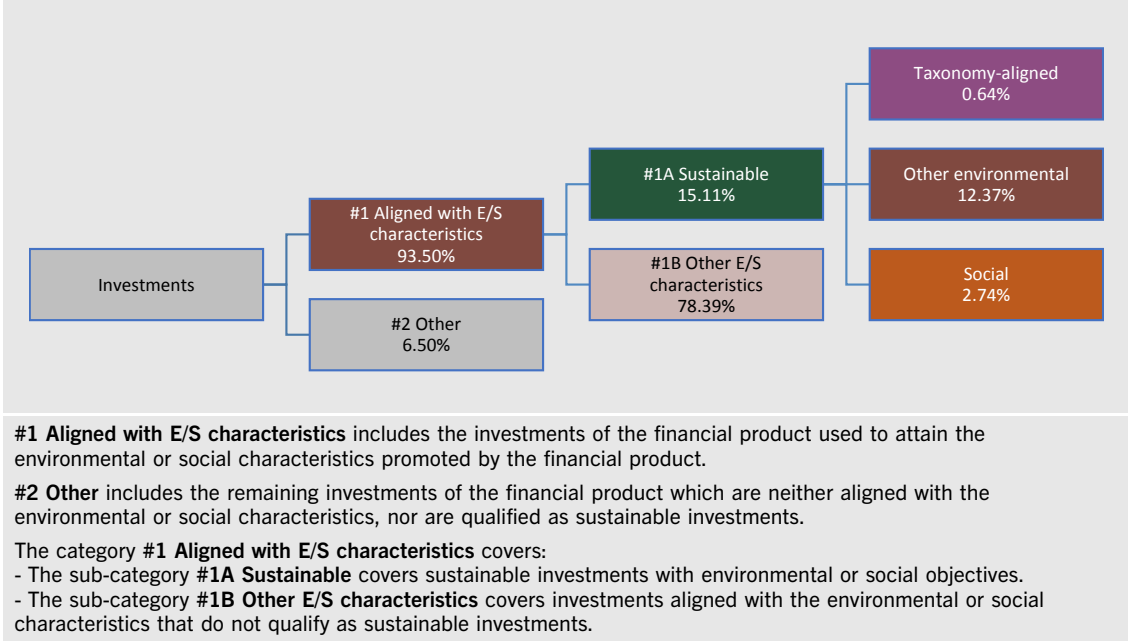 Investments
#1 Aligned with E/S
characteristics
93.50%
#2 Other
6.50%
#1A Sustainable
15.11%
#1B Other E/S
characteristics
78.39%
Taxonomy-aligned
0.64%
Other environmental
12.37%
Social
2.74%
#1 Aligned with E/S characteristics includes the investments of the financial product used to attain the
environmental or social characteristics promoted by the financial product.
#2 Other includes the remaining investments of the financial product which are neither aligned with the
environmental or social characteristics, nor are qualified as sustainable investments.
The category #1 Aligned with E/S characteristics covers:
- The sub-category #1A Sustainable covers sustainable investments with environmental or social objectives.
- The sub-category #1B Other E/S characteristics covers investments aligned with the environmental or social
characteristics that do not qualify as sustainable investments.